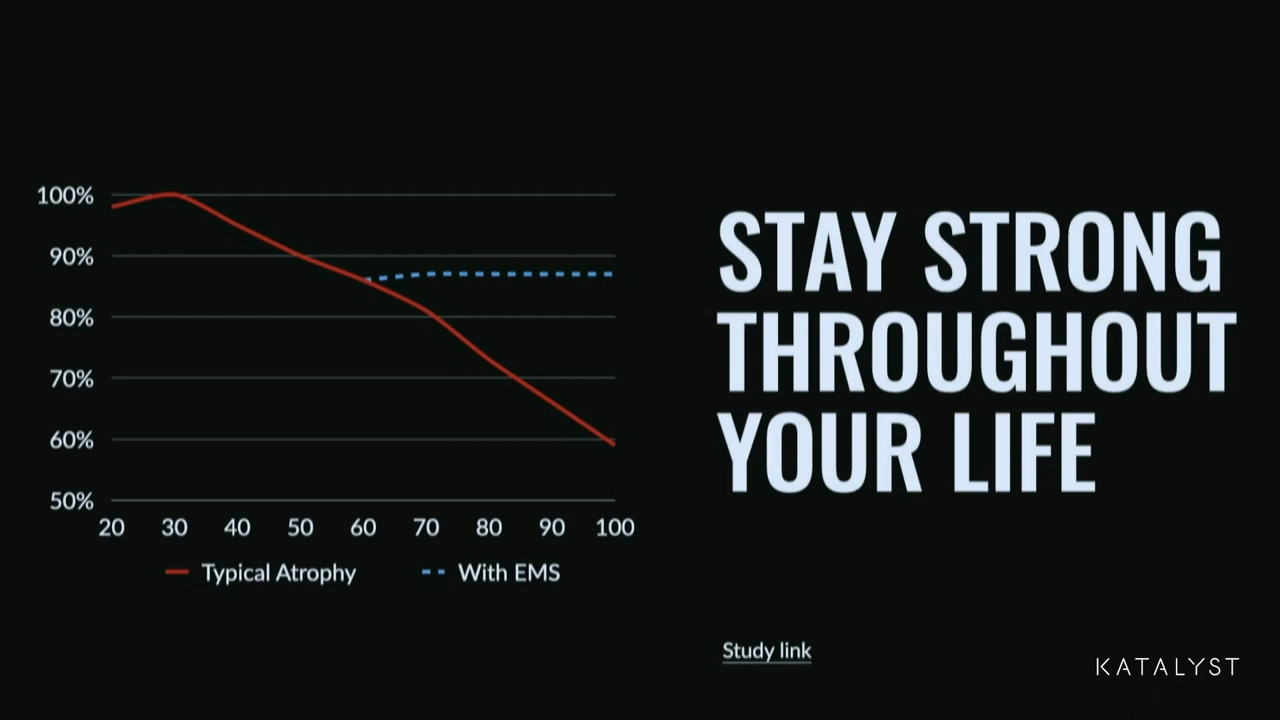 100%
90%
80%
70%
60%
50%
20 30 40 50 60 70 80 90 100
Typical Atrophy With EMS
STAY STRONG
THROUGHOUT
YOUR LIFE
Study link
KATALYST